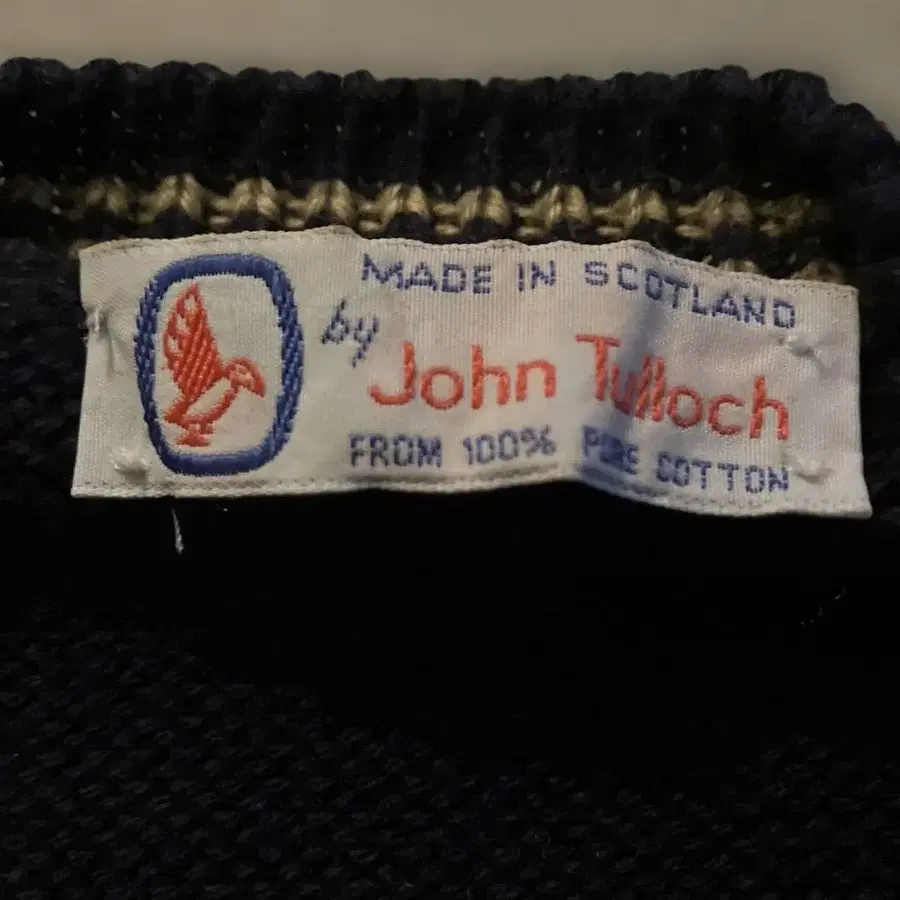 MADE IN SCOTLAND
by
John Tulloch
FROM 100% PURE COTTON